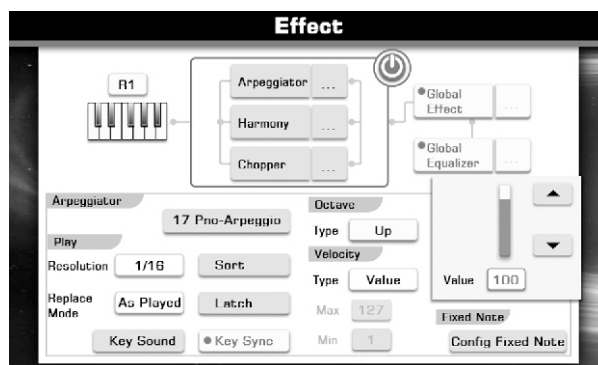 Effect
R1
Arpeggiator ...
Harmony ...
Chopper ...
Global
Effect
...
Global
Equalizer
...
Arpeggiator
17 Pno-Arpeggio
Play
Resolution 1/16 Sort
Replace
Mode
As Played Latch
Key Sound Key Sync
Octave
Type Up
Velocity
Type Value
Max 127
Min 1
Value 100
Fixed Note
Config Fixed Note